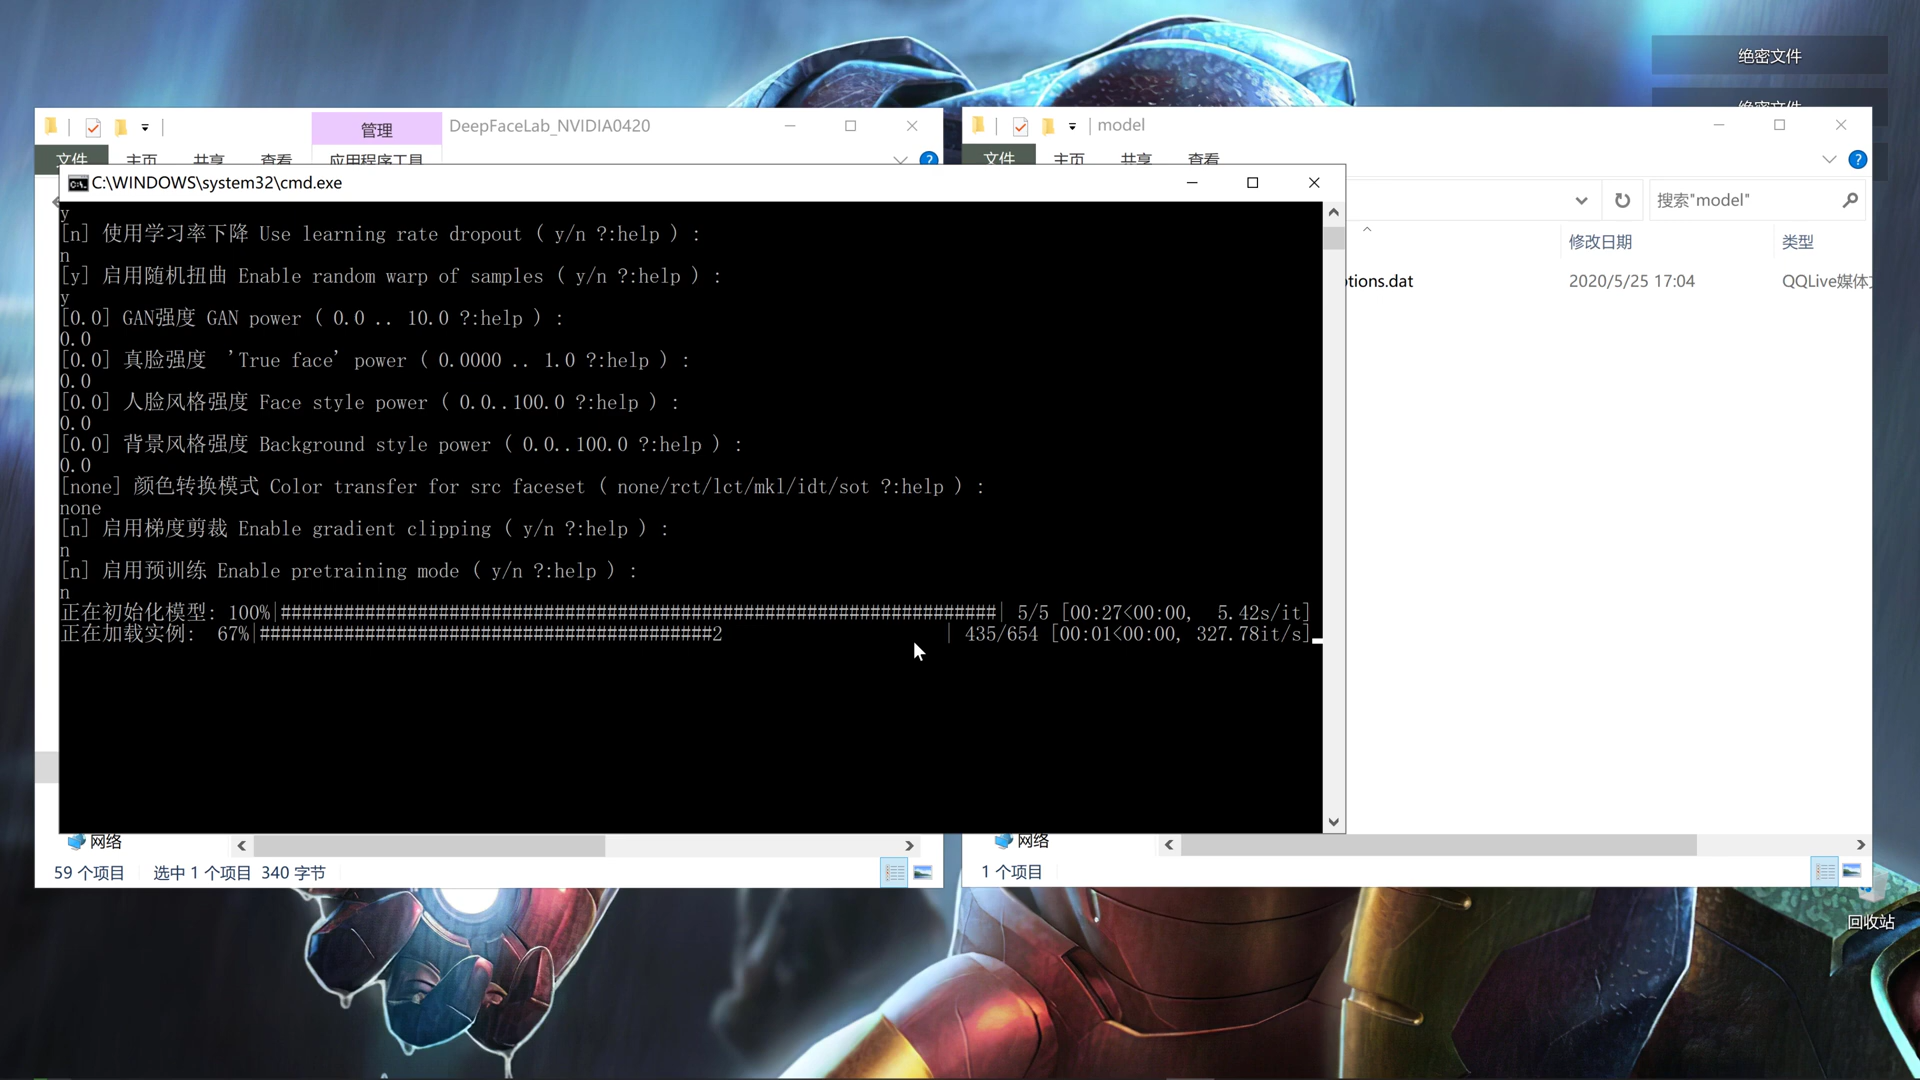 绝密文件
管理
DeepFaceLab_NVIDIA0420
文件
主页
共享
查看
应用程序工具
model
文件
主页
共享
查看
C:\WINDOWS\system32\cmd.exe
搜索"model"
修改日期
类型
tions.dat
2020/5/25 17:04
QQLive媒体文
y
[n] 使用学习率下降 Use learning rate dropout ( y/n ?:help ) :
n
[y] 启用随机扭曲 Enable random warp of samples ( y/n ?:help ) :
y
[0.0] GAN强度 GAN power ( 0.0 .. 10.0 ?:help ) :
0.0
[0.0] 真脸强度 'True face' power ( 0.0000 .. 1.0 ?:help ) :
0.0
[0.0] 人脸风格强度 Face style power ( 0.0..100.0 ?:help ) :
0.0
[0.0] 背景风格强度 Background style power ( 0.0..100.0 ?:help ) :
0.0
[none] 颜色转换模式 Color transfer for src faceset ( none/rct/lct/mkl/idt/sot ?:help ) :
none
[n] 启用梯度剪裁 Enable gradient clipping ( y/n ?:help ) :
n
[n] 启用预训练 Enable pretraining mode ( y/n ?:help ) :
n
正在初始化模型: 100%|####################################################################| 5/5 [00:27<00:00, 5.42s/it]
正在加载实例: 67%|###########################################2 | 435/654 [00:01<00:00, 327.78it/s]
网络
59 个项目 选中 1 个项目 340 字节
网络
1 个项目
回收站